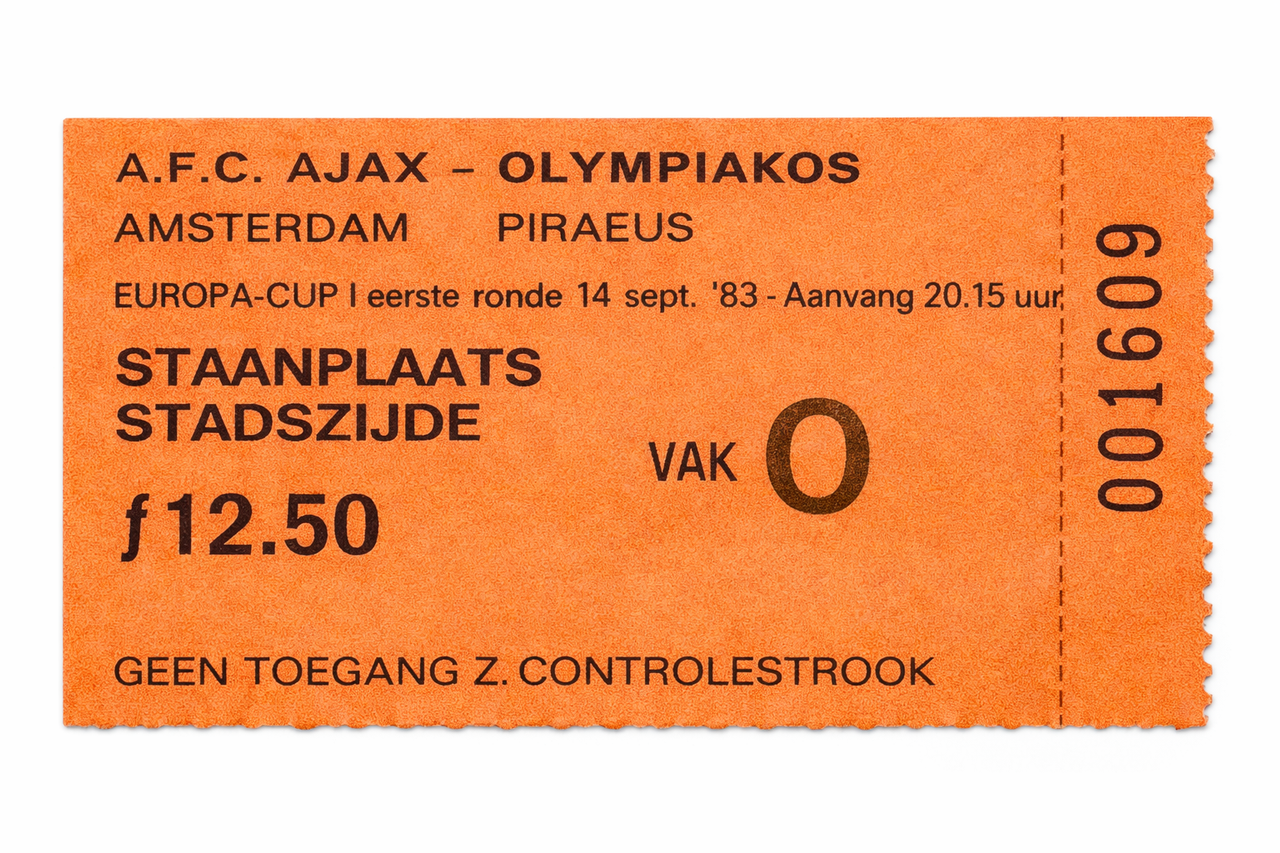 A.F.C. AJAX – OLYMPIAKOS
AMSTERDAM PIRAEUS
EUROPA-CUP I eerste ronde 14 sept. '83 - Aanvang 20.15 uur
STAANPLAATS
STADSZIJDE
VAK O
ƒ12.50
GEEN TOEGANG Z. CONTROLESTROOK
001609